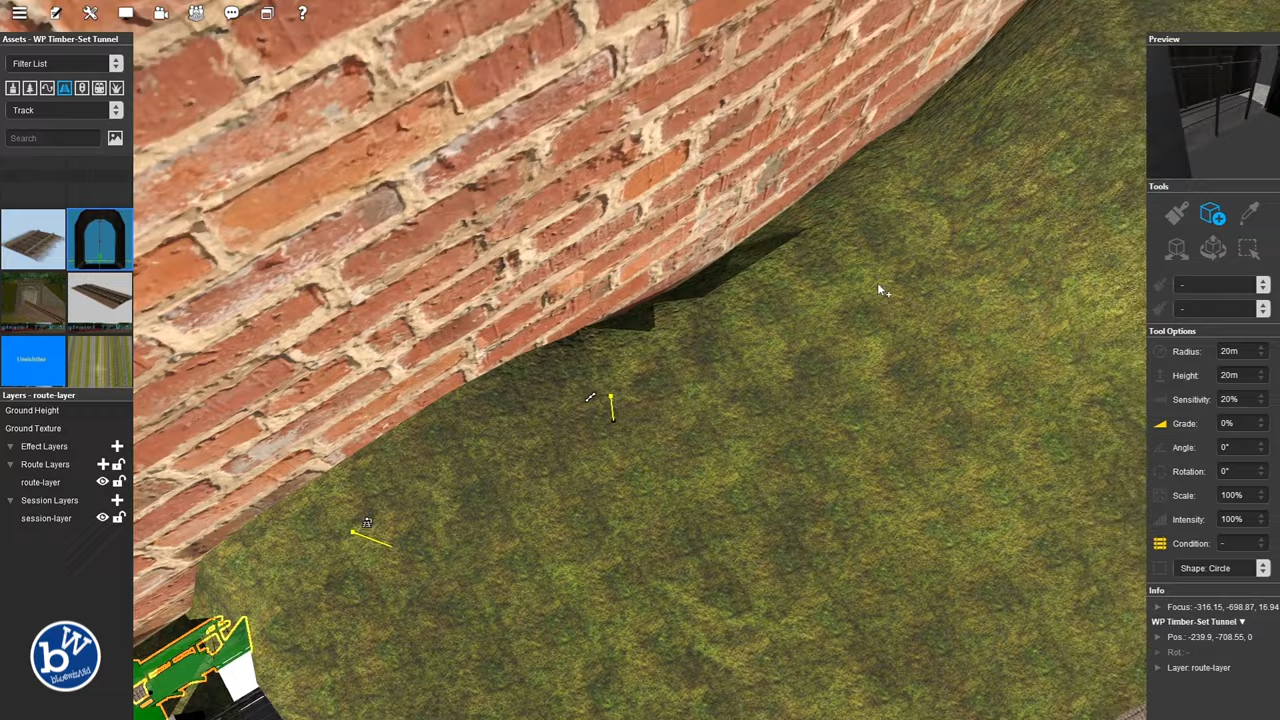 Assets - WP Timber-Set Tunnel
Filter List
Track
Search
Layers - route-layer
Ground Height
Ground Texture
Effect Layers
Route Layers
route-layer
Session Layers
session-layer
bW
bluewizard
Preview
Tools
-
-
Tool Options
Radius: 20m
Height: 20m
Sensitivity: 20%
Grade: 0%
Angle: 0°
Rotation: 0°
Scale: 100%
Intensity: 100%
Condition: -
Shape: Circle
Info
Focus: -316.15, -698.87, 16.94
WP Timber-Set Tunnel
Pos.: -239.9, -708.55, 0
Rot.: -
Layer: route-layer